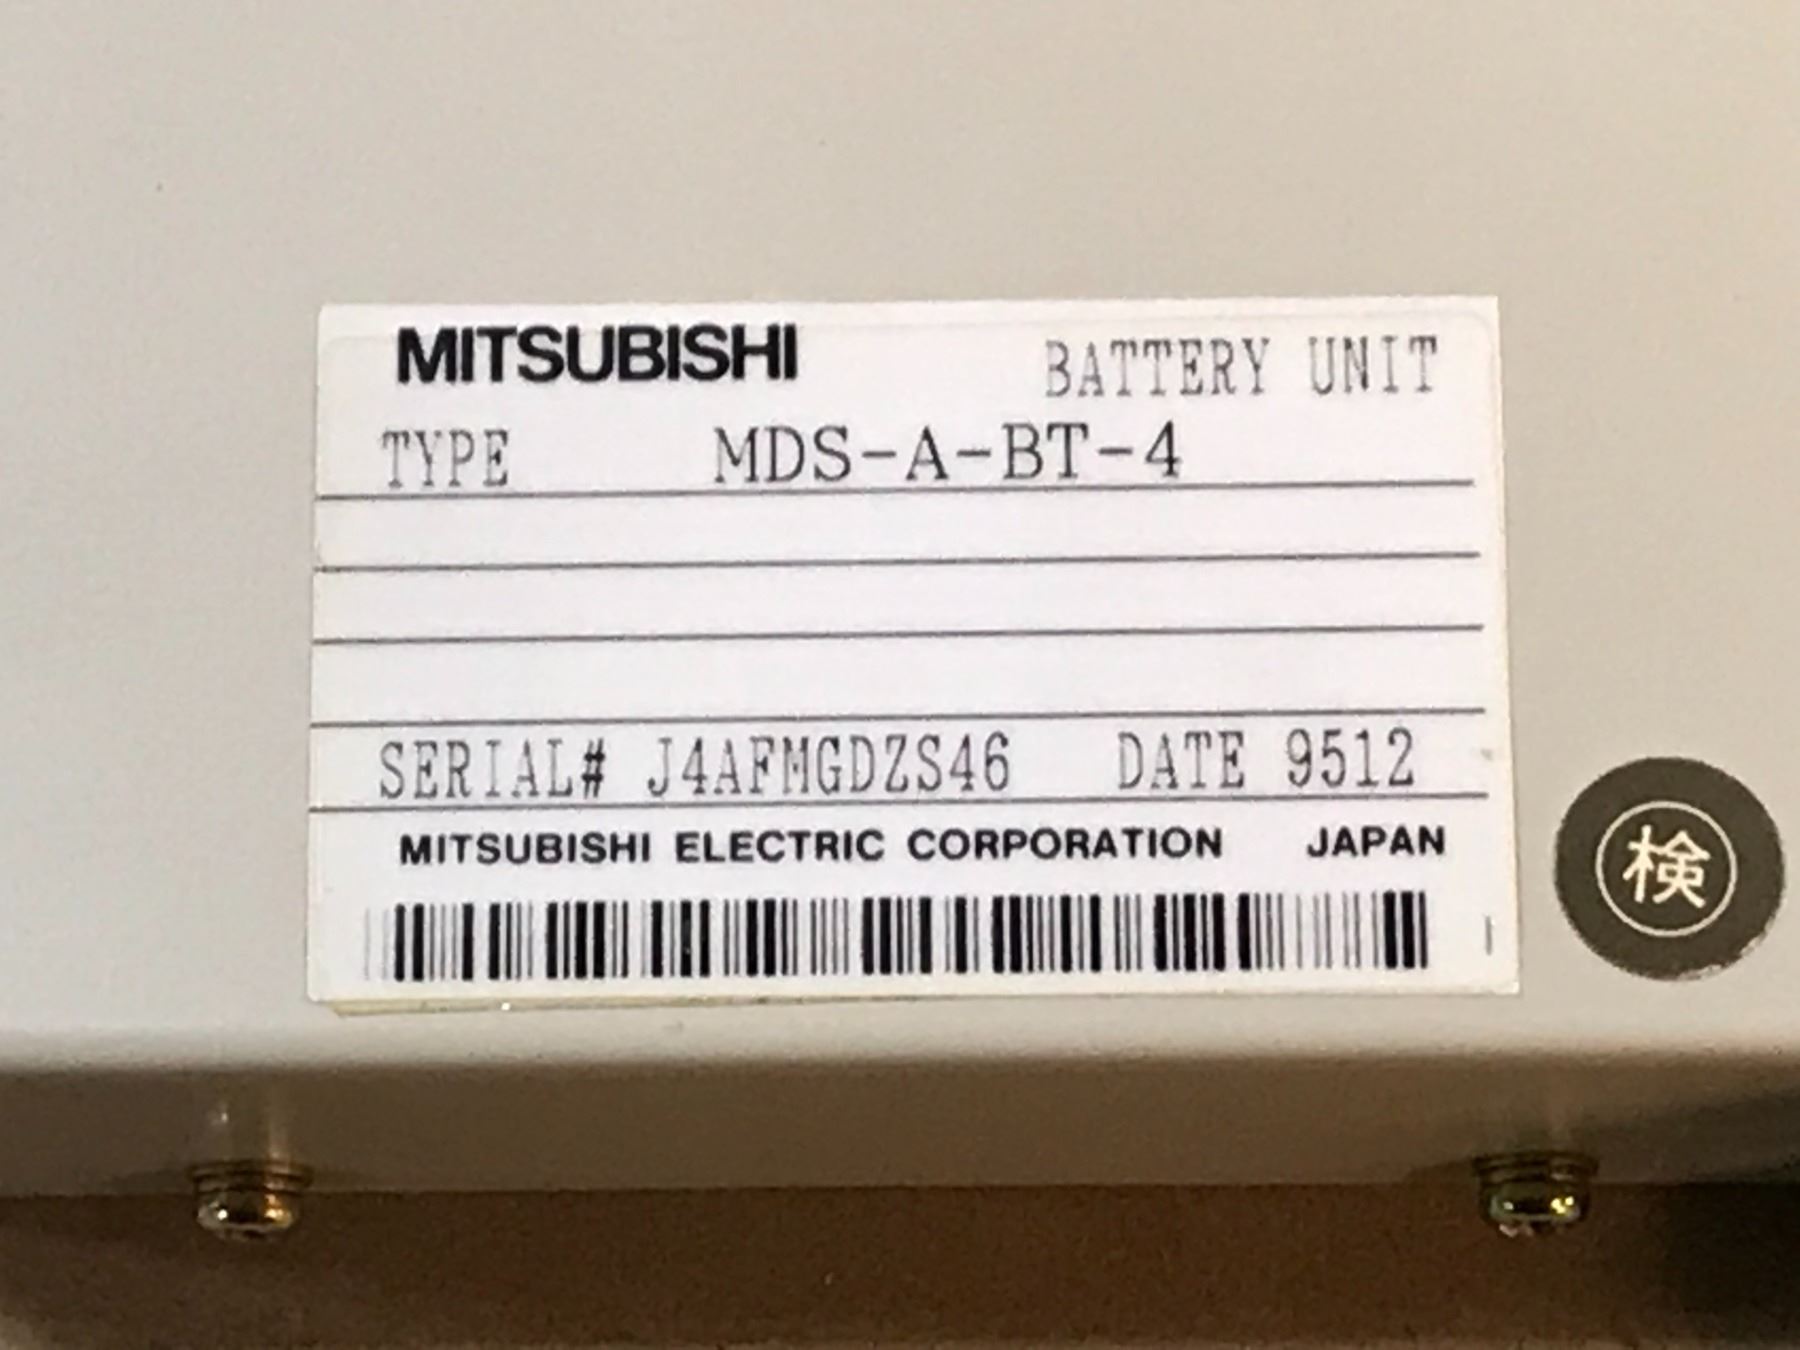 MITSUBISHI BATTERY UNIT
TYPE MDS-A-BT-4
SERIAL# J4AFMGDZS46 DATE 9512
MITSUBISHI ELECTRIC CORPORATION JAPAN
検